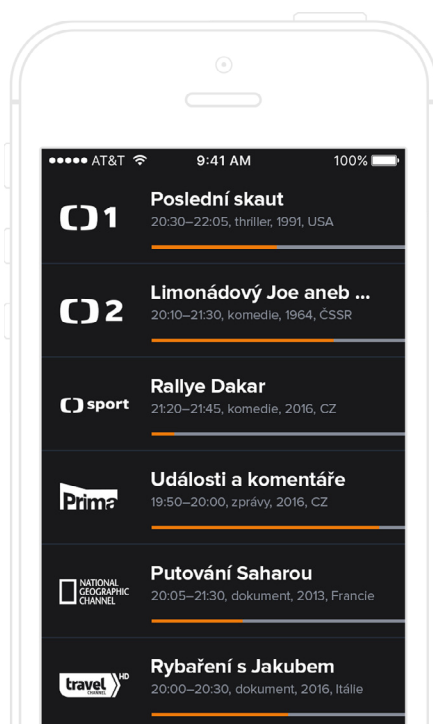 AT&T 9:41 AM 100%
1
Poslední skaut
20:30–22:05, thriller, 1991, USA
2
Limonádový Joe aneb ...
20:10–21:30, komedie, 1964, ČSSR
sport
Rallye Dakar
21:20–21:45, komedie, 2016, CZ
Prima
Události a komentáře
19:50–20:00, zprávy, 2016, CZ
NATIONAL
GEOGRAPHIC
CHANNEL
Putování Saharou
20:05–21:30, dokument, 2013, Francie
travel HD
CHANNEL
Rybaření s Jakubem
20:00–20:30, dokument, 2016, Itálie